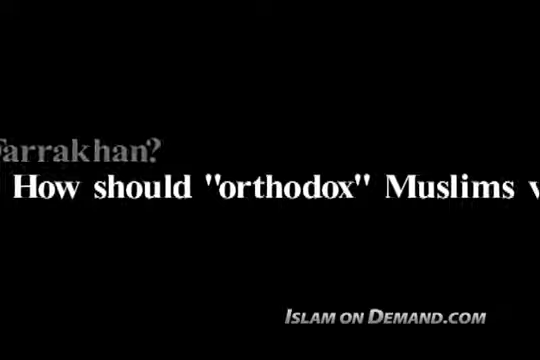 Farrakhan?
How should "orthodox" Muslims v
ISLAM ON DEMAND.COM